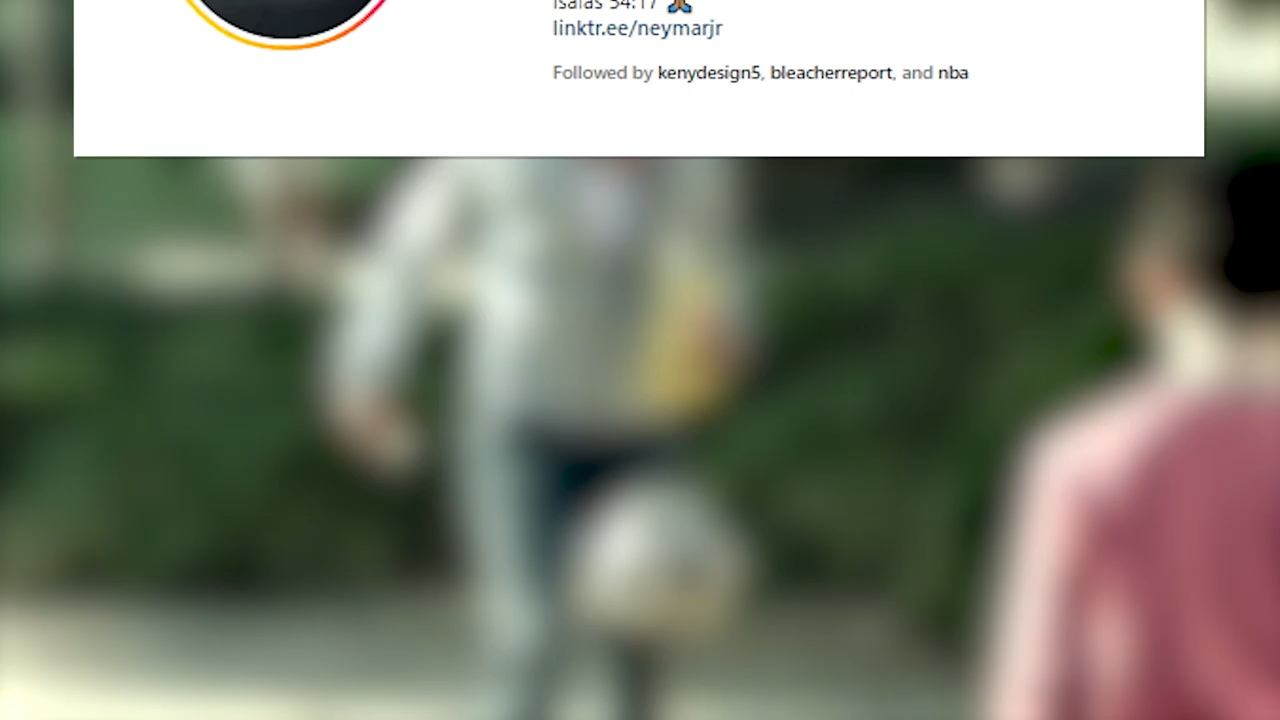 Isaías 54:17 🙏🏾
linktr.ee/neymarjr
Followed by kenydesign5, bleacherreport, and nba